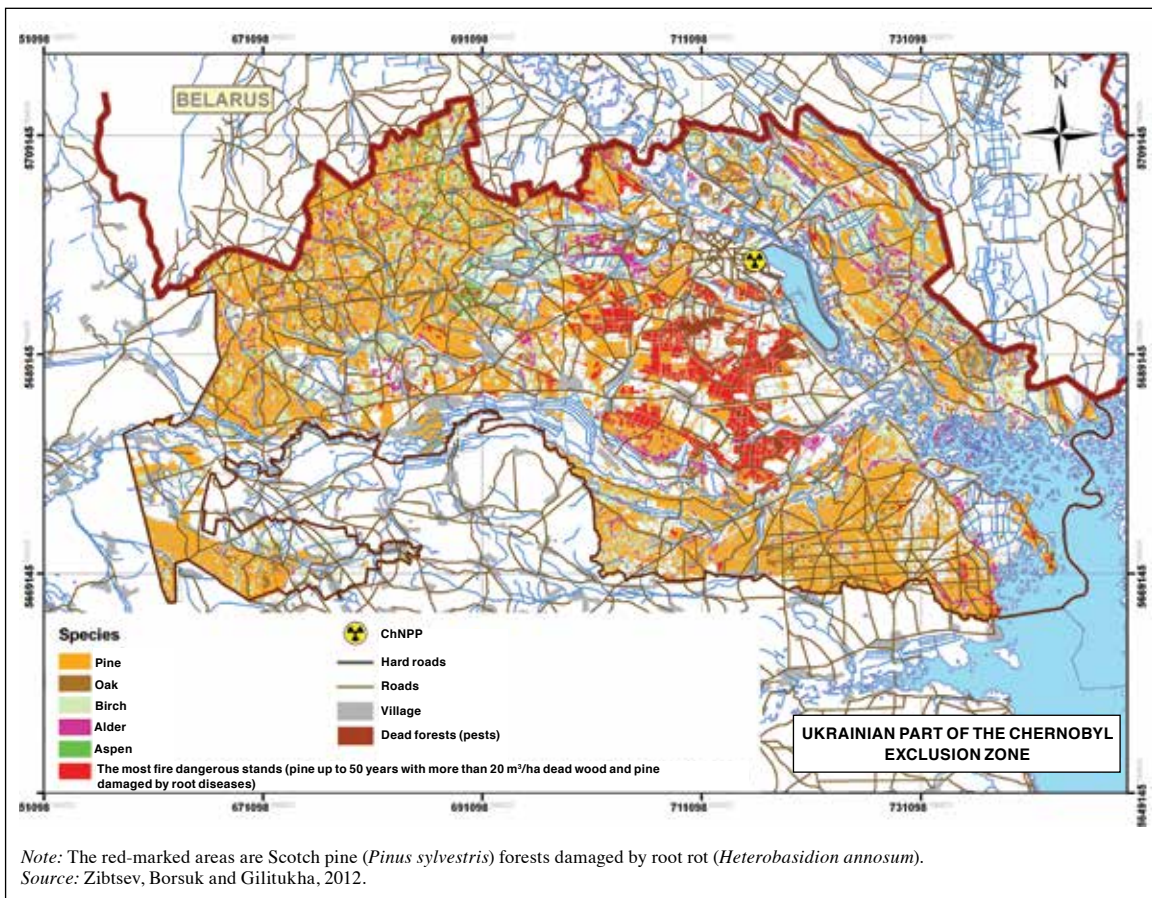 51098
671098
691098
711098
731098
BELARUS
N
5709145
5709145
5689145
5689145
5669145
5669145
Species
Pine
Oak
Birch
Alder
Aspen
The most fire dangerous stands (pine up to 50 years with more than 20 m³/ha dead wood and pine
damaged by root diseases)
ChNPP
Hard roads
Roads
Village
Dead forests (pests)
UKRAINIAN PART OF THE CHERNOBYL
EXCLUSION ZONE
5649145
51098
671098
691098
711098
731098
Note: The red-marked areas are Scotch pine (Pinus sylvestris) forests damaged by root rot (Heterobasidion annosum).
Source: Zibtsev, Borsuk and Gilitukha, 2012.